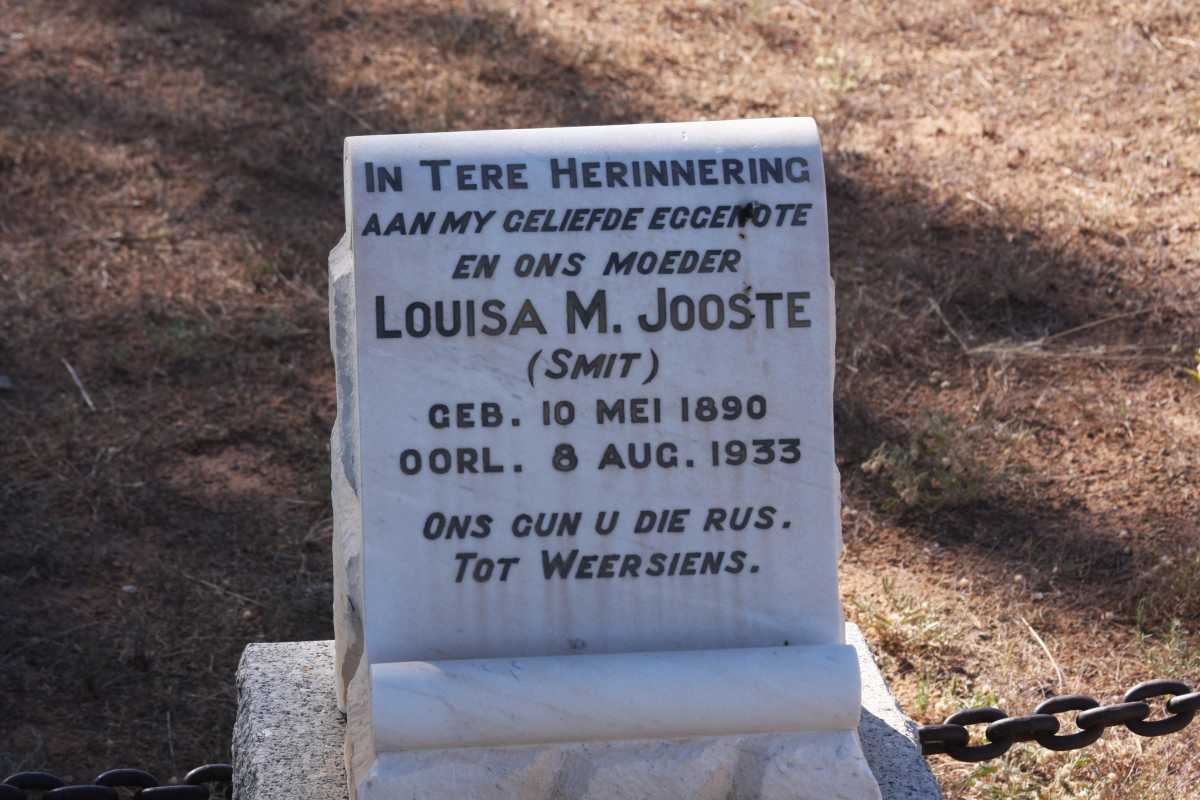 In Tere Herinnering
AAN MY GELIEFDE EGGENOTE
EN ONS MOEDER
Louisa M. Jooste
(Smit)
GEB. 10 MEI 1890
OORL. 8 AUG. 1933
Ons gun u die rus.
Tot Weersiens.